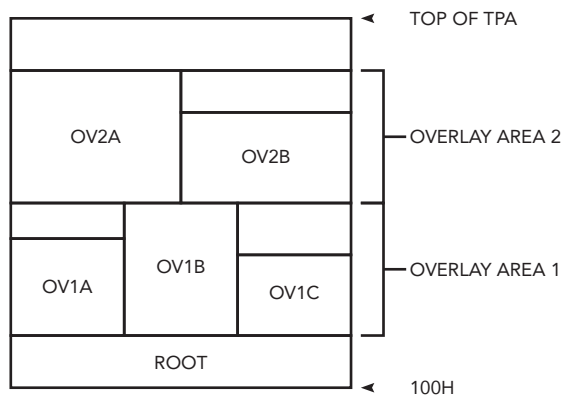 TOP OF TPA
OV2A
OV2B
OVERLAY AREA 2
OV1A
OV1B
OV1C
OVERLAY AREA 1
ROOT
100H